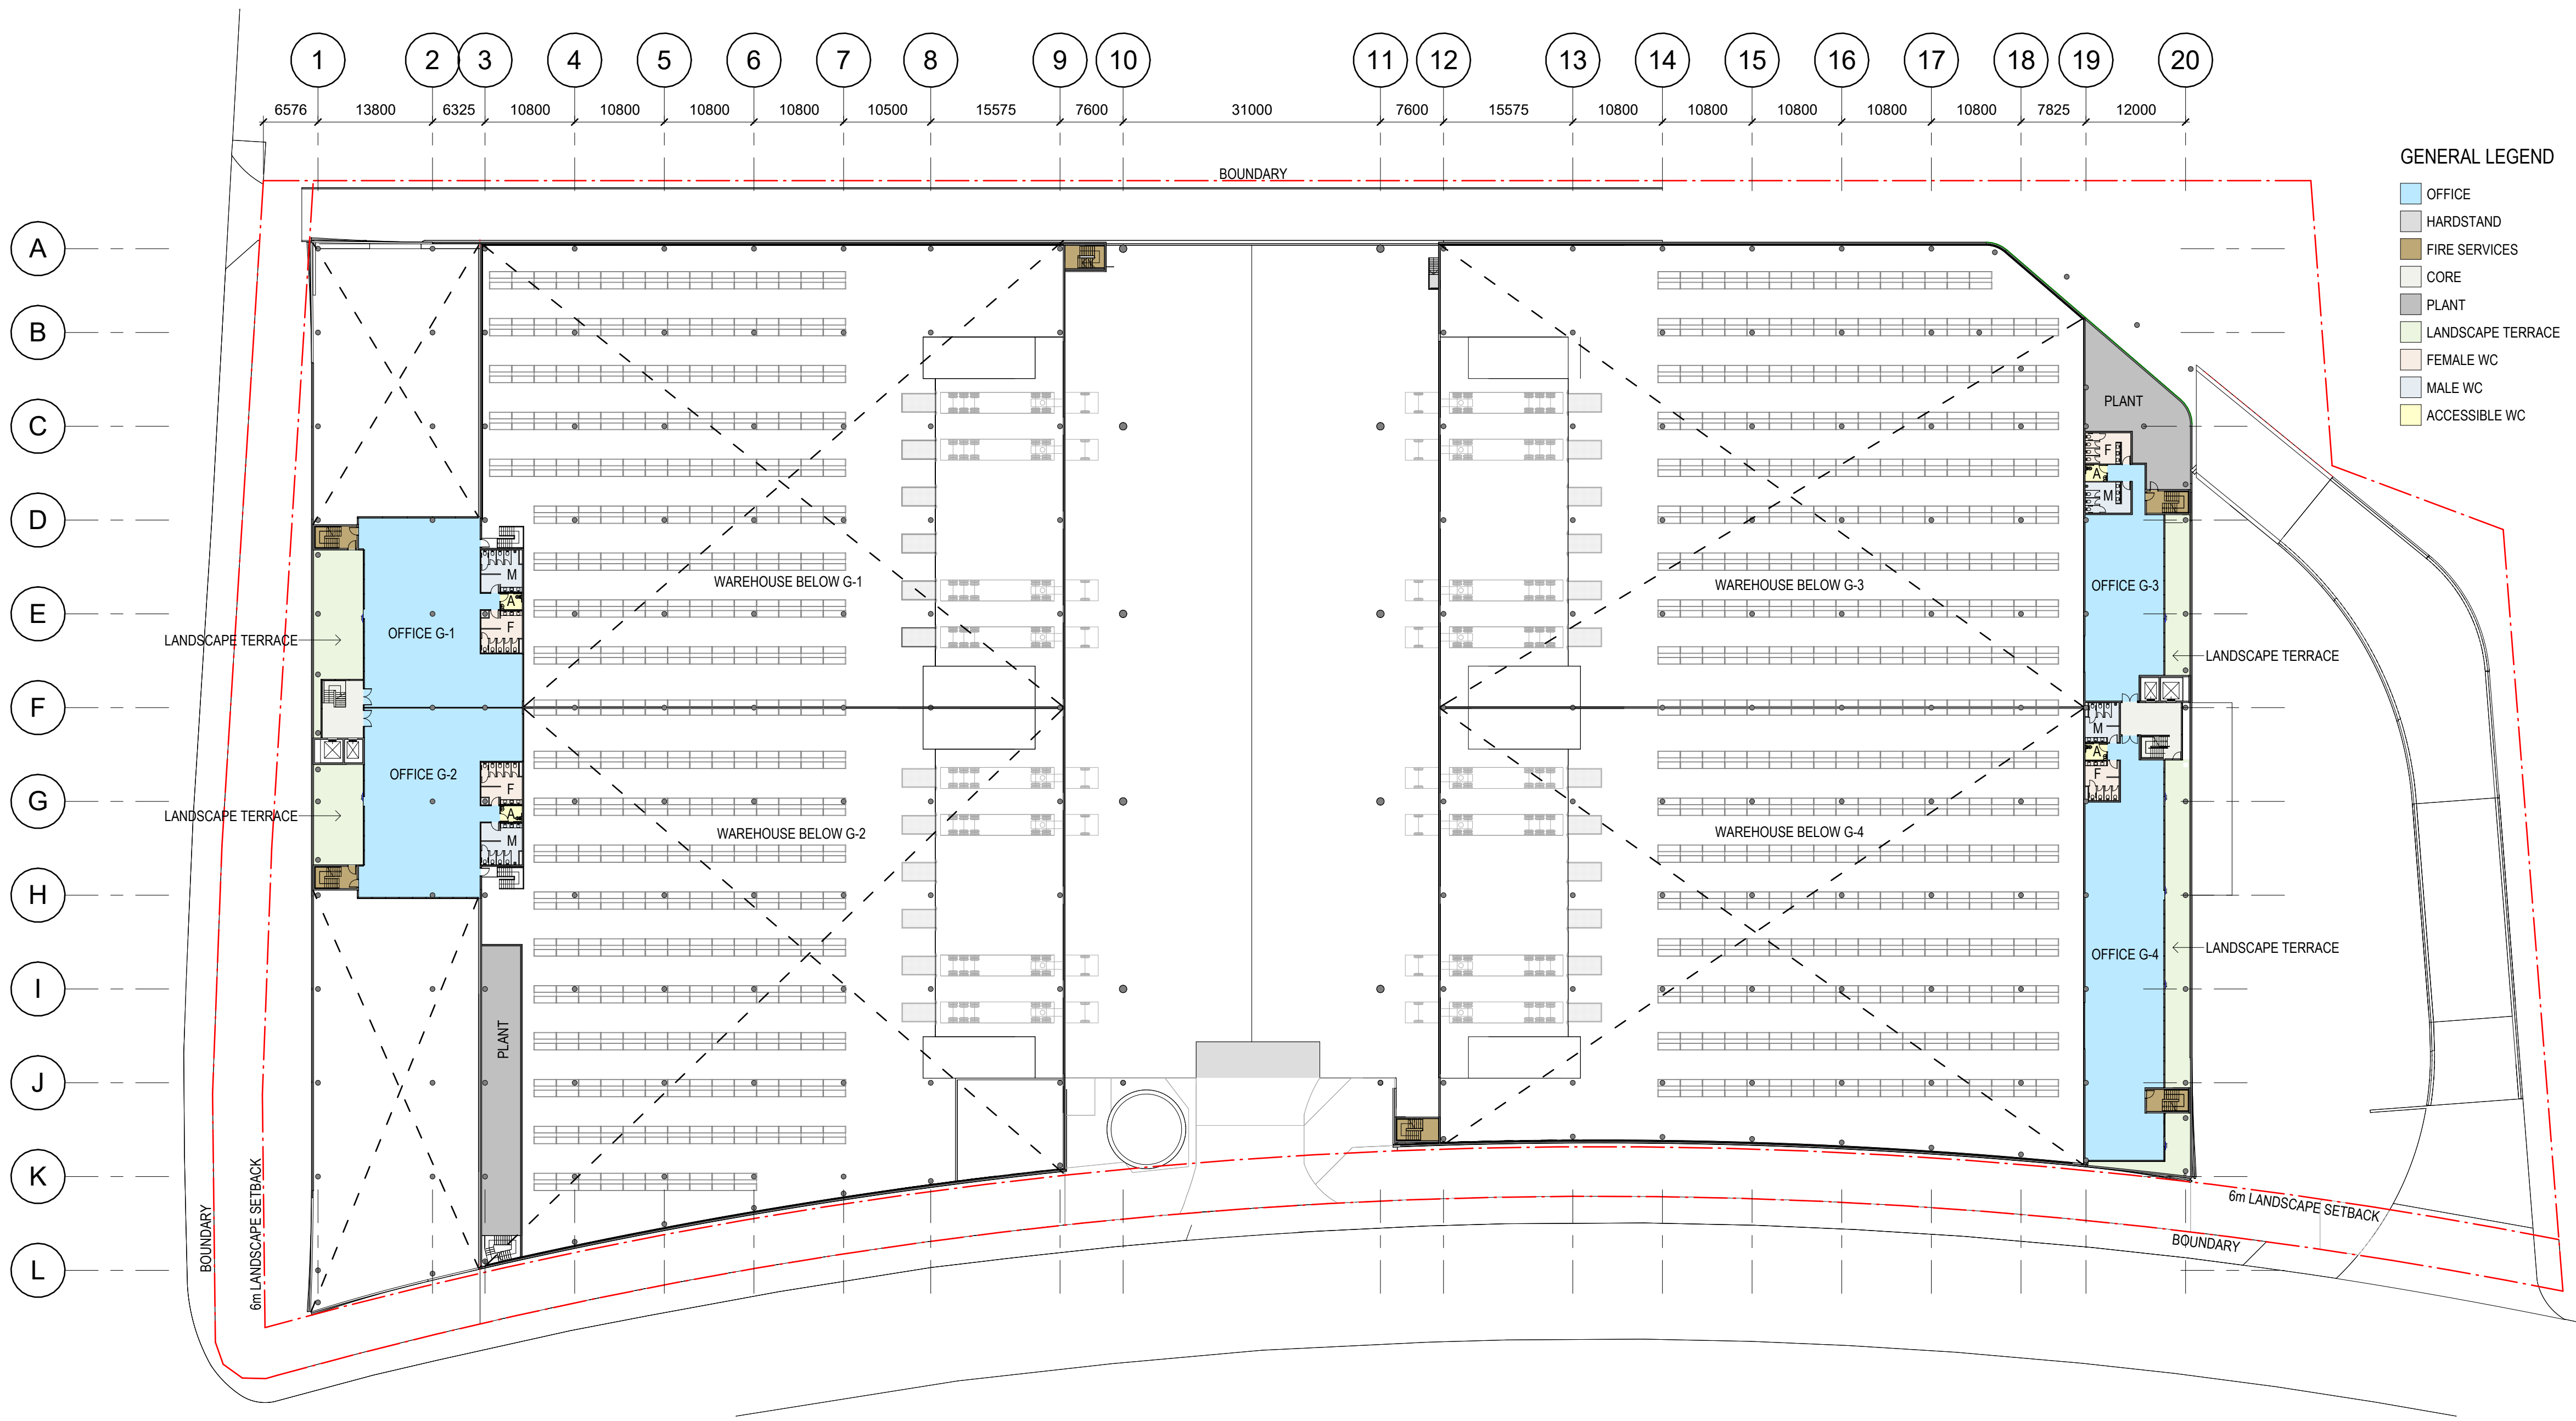 1 2 3 4 5 6 7 8 9 10 11 12 13 14 15 16 17 18 19 20
6576 13800 6325 10800 10800 10800 10800 10500 15575 7600 31000 7600 15575 10800 10800 10800 10800 10800 7825 12000
BOUNDARY
GENERAL LEGEND
OFFICE
HARDSTAND
FIRE SERVICES
CORE
PLANT
LANDSCAPE TERRACE
FEMALE WC
MALE WC
ACCESSIBLE WC
A
B
C
D
E
F
G
H
I
J
K
L
PLANT
F
A
M
M
A
F
WAREHOUSE BELOW G-1
WAREHOUSE BELOW G-3
OFFICE G-3
OFFICE G-1
LANDSCAPE TERRACE
LANDSCAPE TERRACE
M
A
F
OFFICE G-2
F
A
M
LANDSCAPE TERRACE
WAREHOUSE BELOW G-2
WAREHOUSE BELOW G-4
OFFICE G-4
LANDSCAPE TERRACE
PLANT
BOUNDARY
6m LANDSCAPE SETBACK
6m LANDSCAPE SETBACK
BOUNDARY